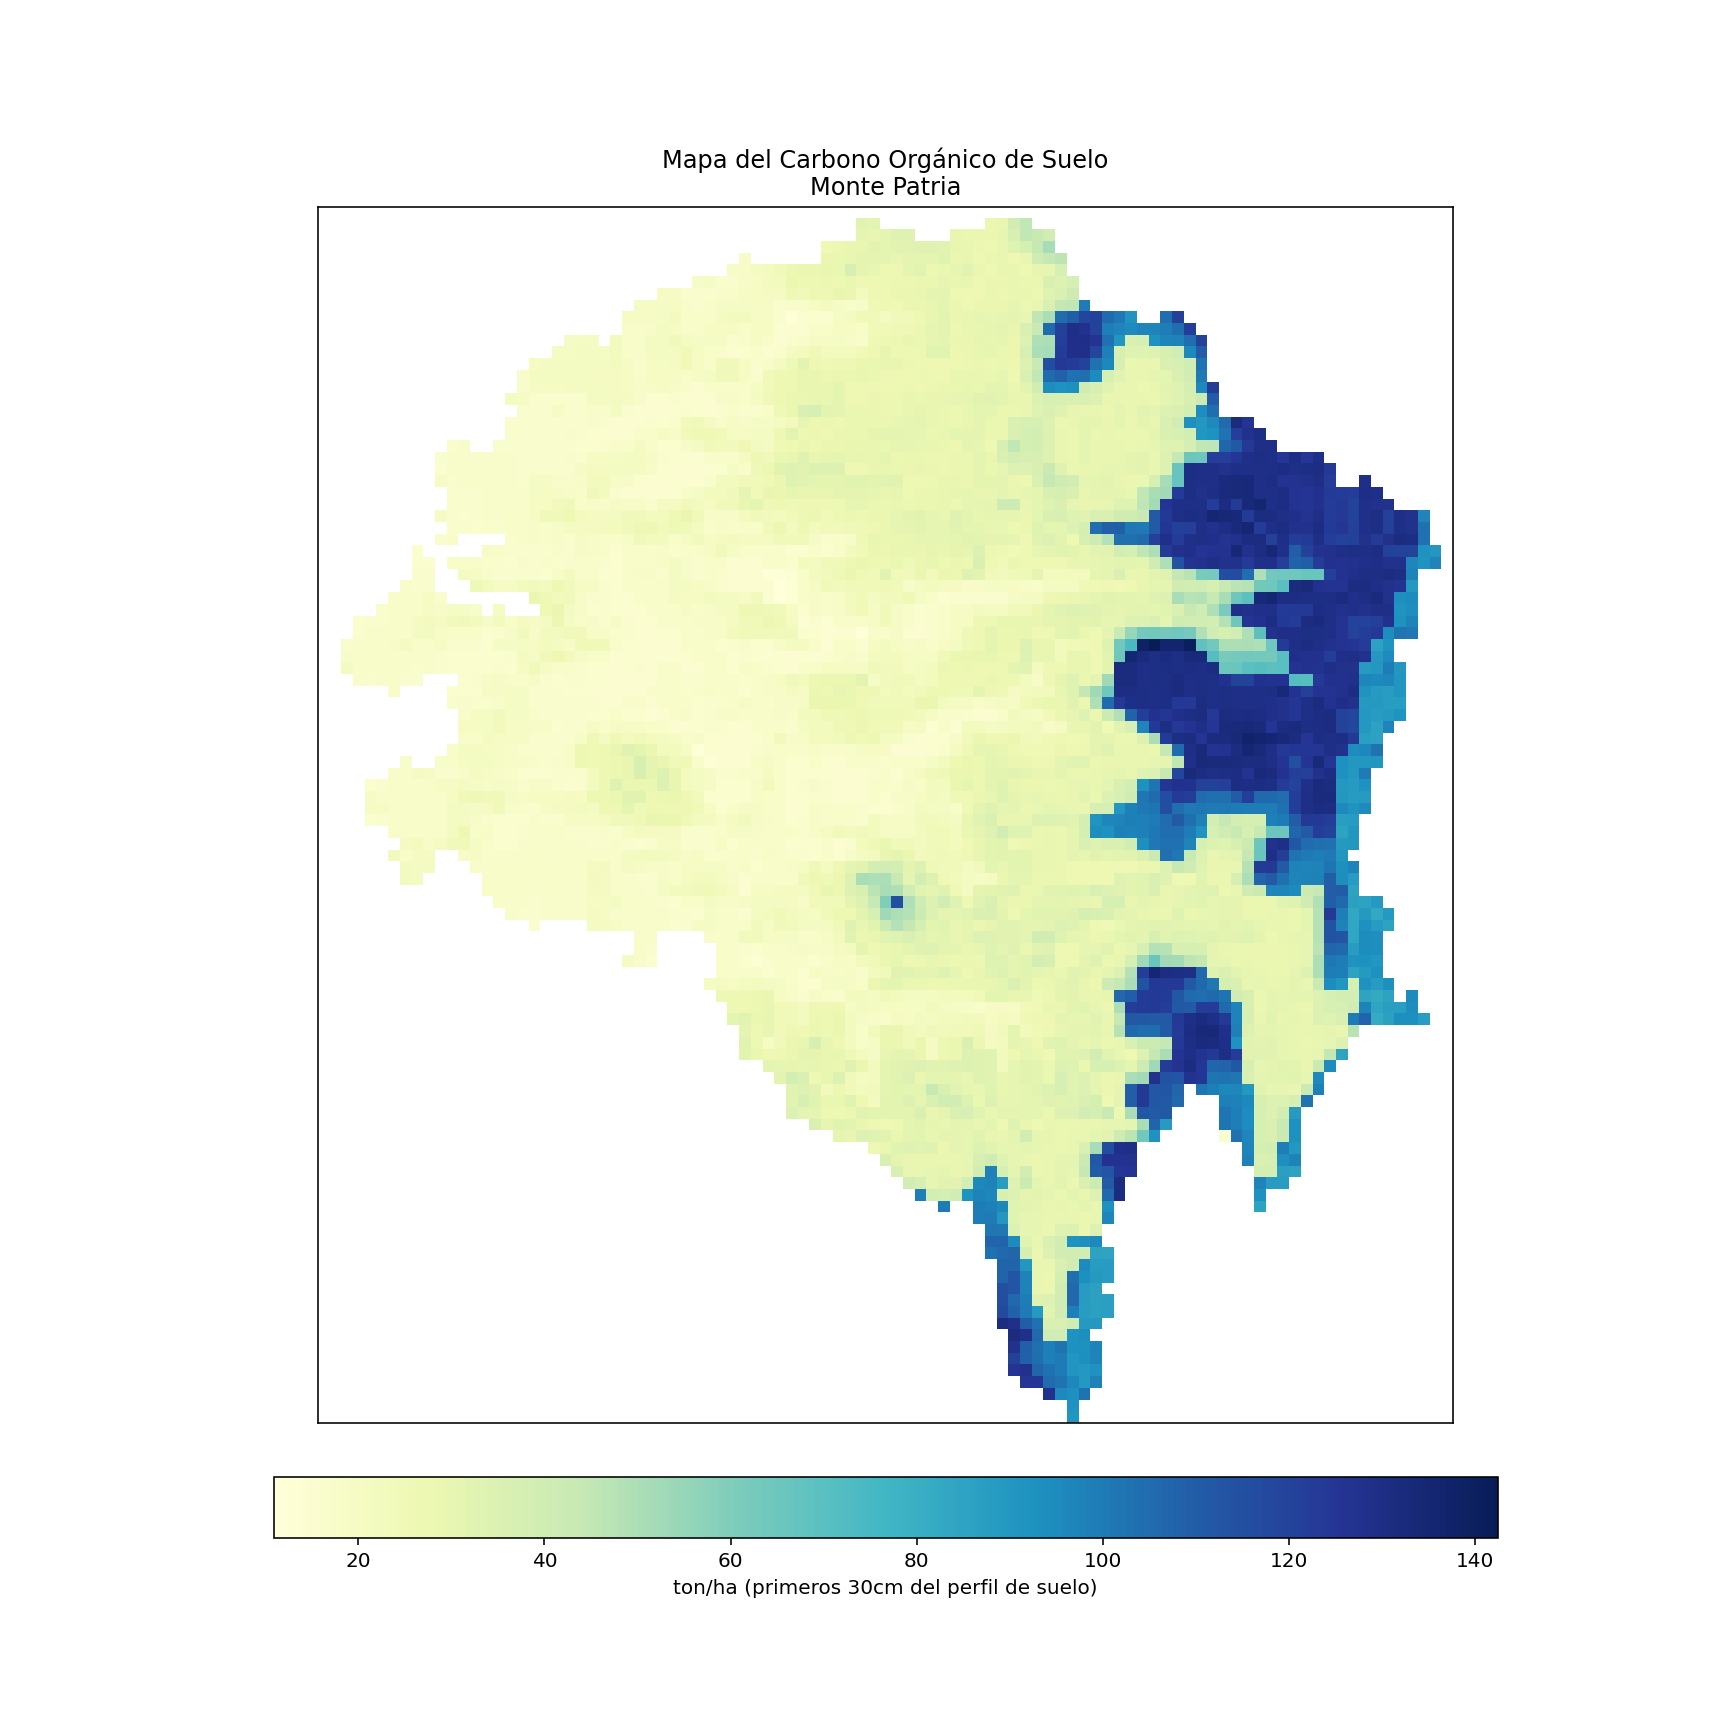 Mapa del Carbono Orgánico de Suelo
Monte Patria
20 40 60 80 100 120 140
ton/ha (primeros 30cm del perfil de suelo)